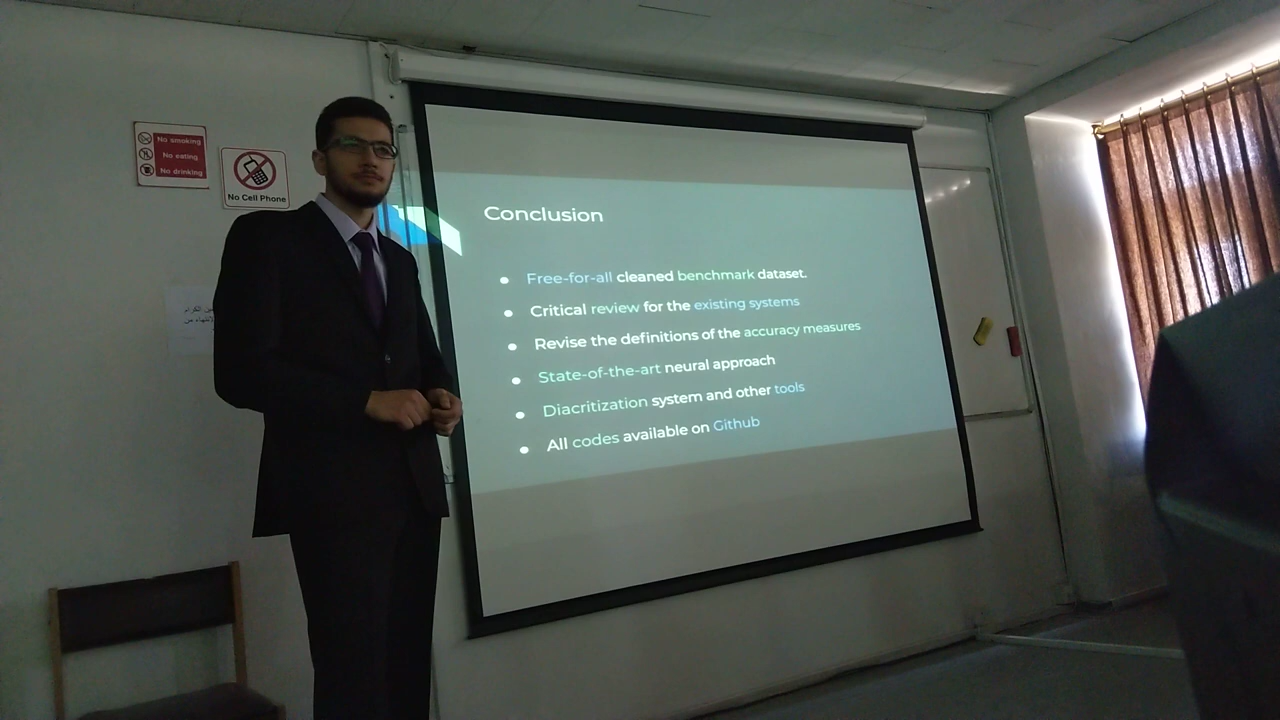 No smoking
No eating
No drinking
No Cell Phone
Conclusion
● Free-for-all cleaned benchmark dataset.
● Critical review for the existing systems
● Revise the definitions of the accuracy measures
● State-of-the-art neural approach
● Diacritization system and other tools
● All codes available on Github